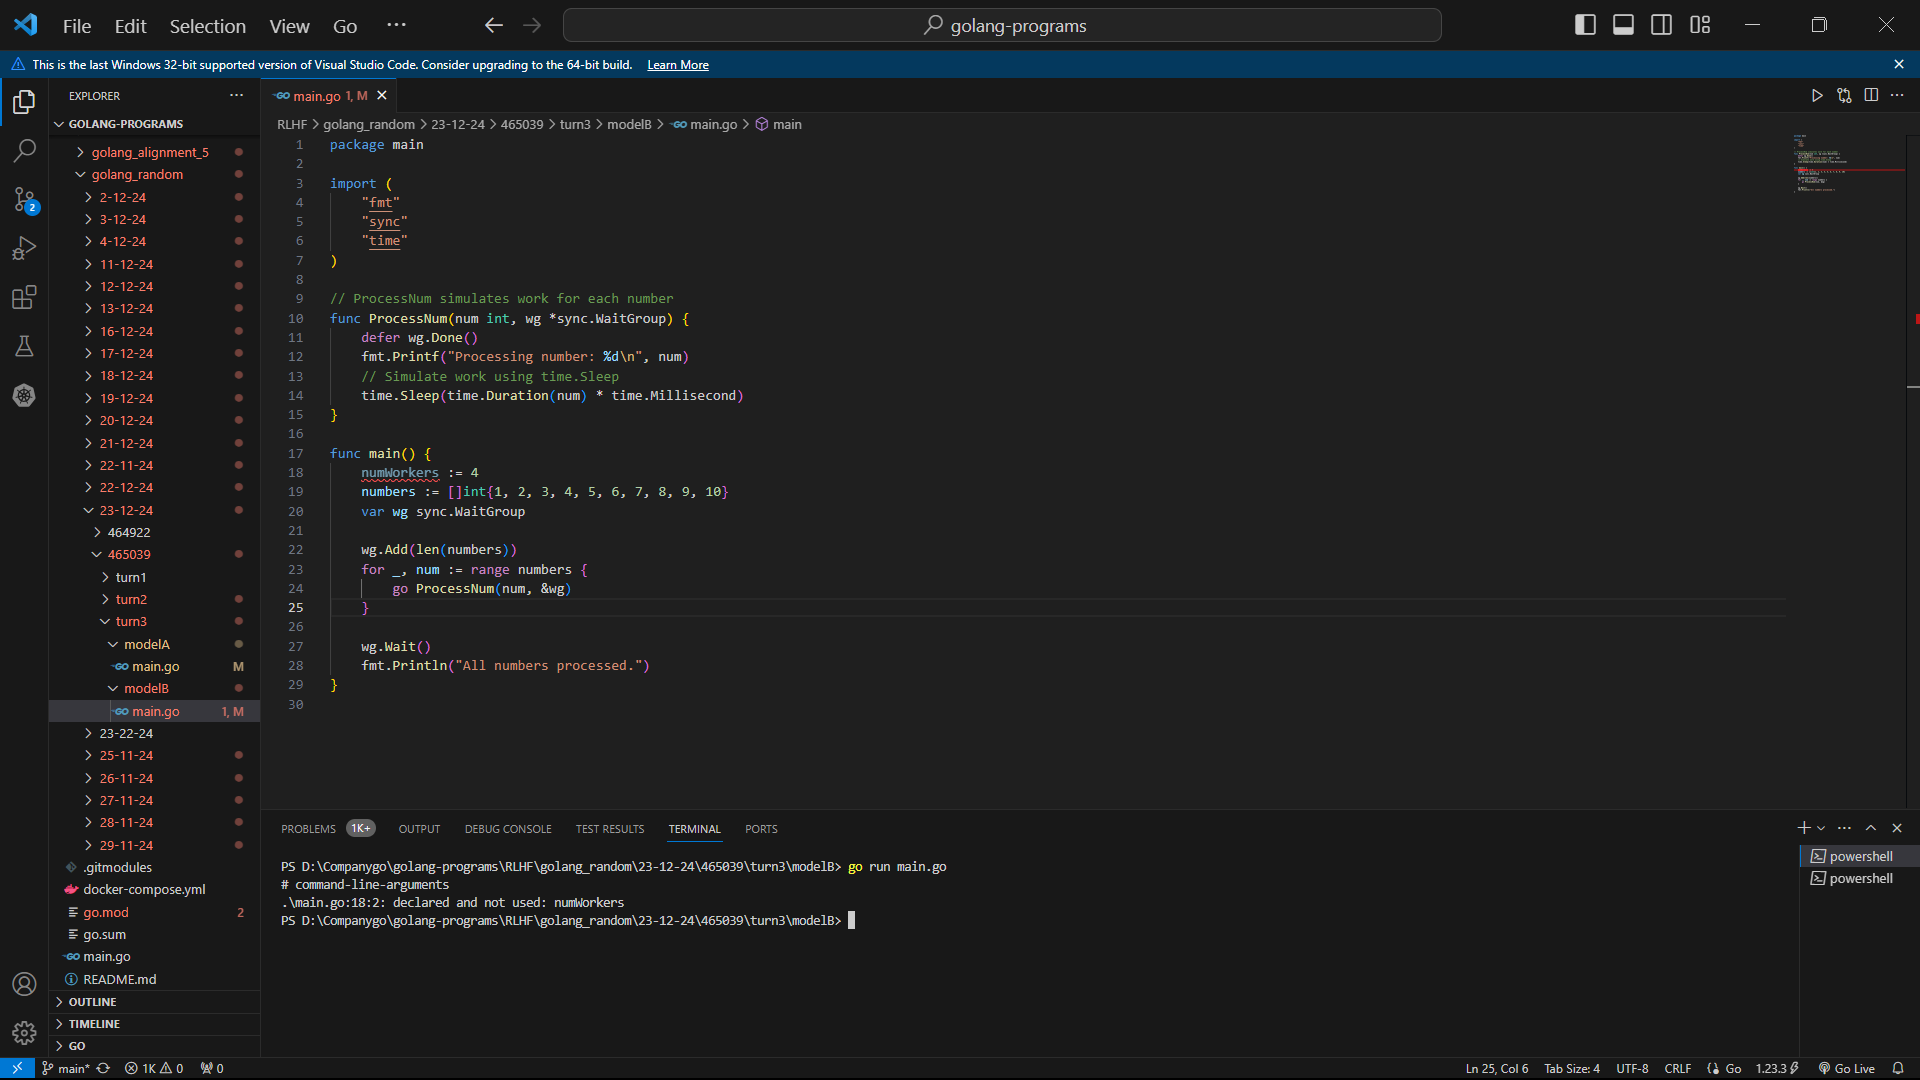 File Edit Selection View Go ··· golang-programs
This is the last Windows 32-bit supported version of Visual Studio Code. Consider upgrading to the 64-bit build. Learn More
EXPLORER
GOLANG-PROGRAMS
golang_alignment_5
golang_random
2-12-24
3-12-24
4-12-24
11-12-24
12-12-24
13-12-24
16-12-24
17-12-24
18-12-24
19-12-24
20-12-24
21-12-24
22-11-24
22-12-24
23-12-24
464922
465039
turn1
turn2
turn3
modelA
main.go M
modelB
main.go 1, M
23-22-24
25-11-24
26-11-24
27-11-24
28-11-24
29-11-24
.gitmodules
docker-compose.yml
go.mod 2
go.sum
main.go
README.md
OUTLINE
TIMELINE
GO
2
main.go 1, M
RLHF > golang_random > 23-12-24 > 465039 > turn3 > modelB > main.go > main
1 package main
2
3 import (
4 "fmt"
5 "sync"
6 "time"
7 )
8
9 // ProcessNum simulates work for each number
10 func ProcessNum(num int, wg *sync.WaitGroup) {
11 defer wg.Done()
12 fmt.Printf("Processing number: %d\n", num)
13 // Simulate work using time.Sleep
14 time.Sleep(time.Duration(num) * time.Millisecond)
15 }
16
17 func main() {
18 numWorkers := 4
19 numbers := []int{1, 2, 3, 4, 5, 6, 7, 8, 9, 10}
20 var wg sync.WaitGroup
21
22 wg.Add(len(numbers))
23 for _, num := range numbers {
24 go ProcessNum(num, &wg)
25 }
26
27 wg.Wait()
28 fmt.Println("All numbers processed.")
29 }
30
PROBLEMS 1K+ OUTPUT DEBUG CONSOLE TEST RESULTS TERMINAL PORTS
PS D:\Companygo\golang-programs\RLHF\golang_random\23-12-24\465039\turn3\modelB> go run main.go
# command-line-arguments
.\main.go:18:2: declared and not used: numWorkers
PS D:\Companygo\golang-programs\RLHF\golang_random\23-12-24\465039\turn3\modelB>
powershell
powershell
main* 1K 0 0 Ln 25, Col 6 Tab Size: 4 UTF-8 CRLF Go 1.23.3 Go Live